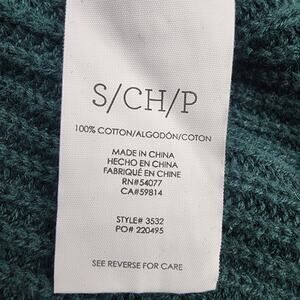 S/CH/P
100% COTTON/ALGODÓN/COTON
MADE IN CHINA
HECHO EN CHINA
FABRIQUÉ EN CHINE
RN#54077
CA#59814
STYLE# 3532
PO# 220495
SEE REVERSE FOR CARE